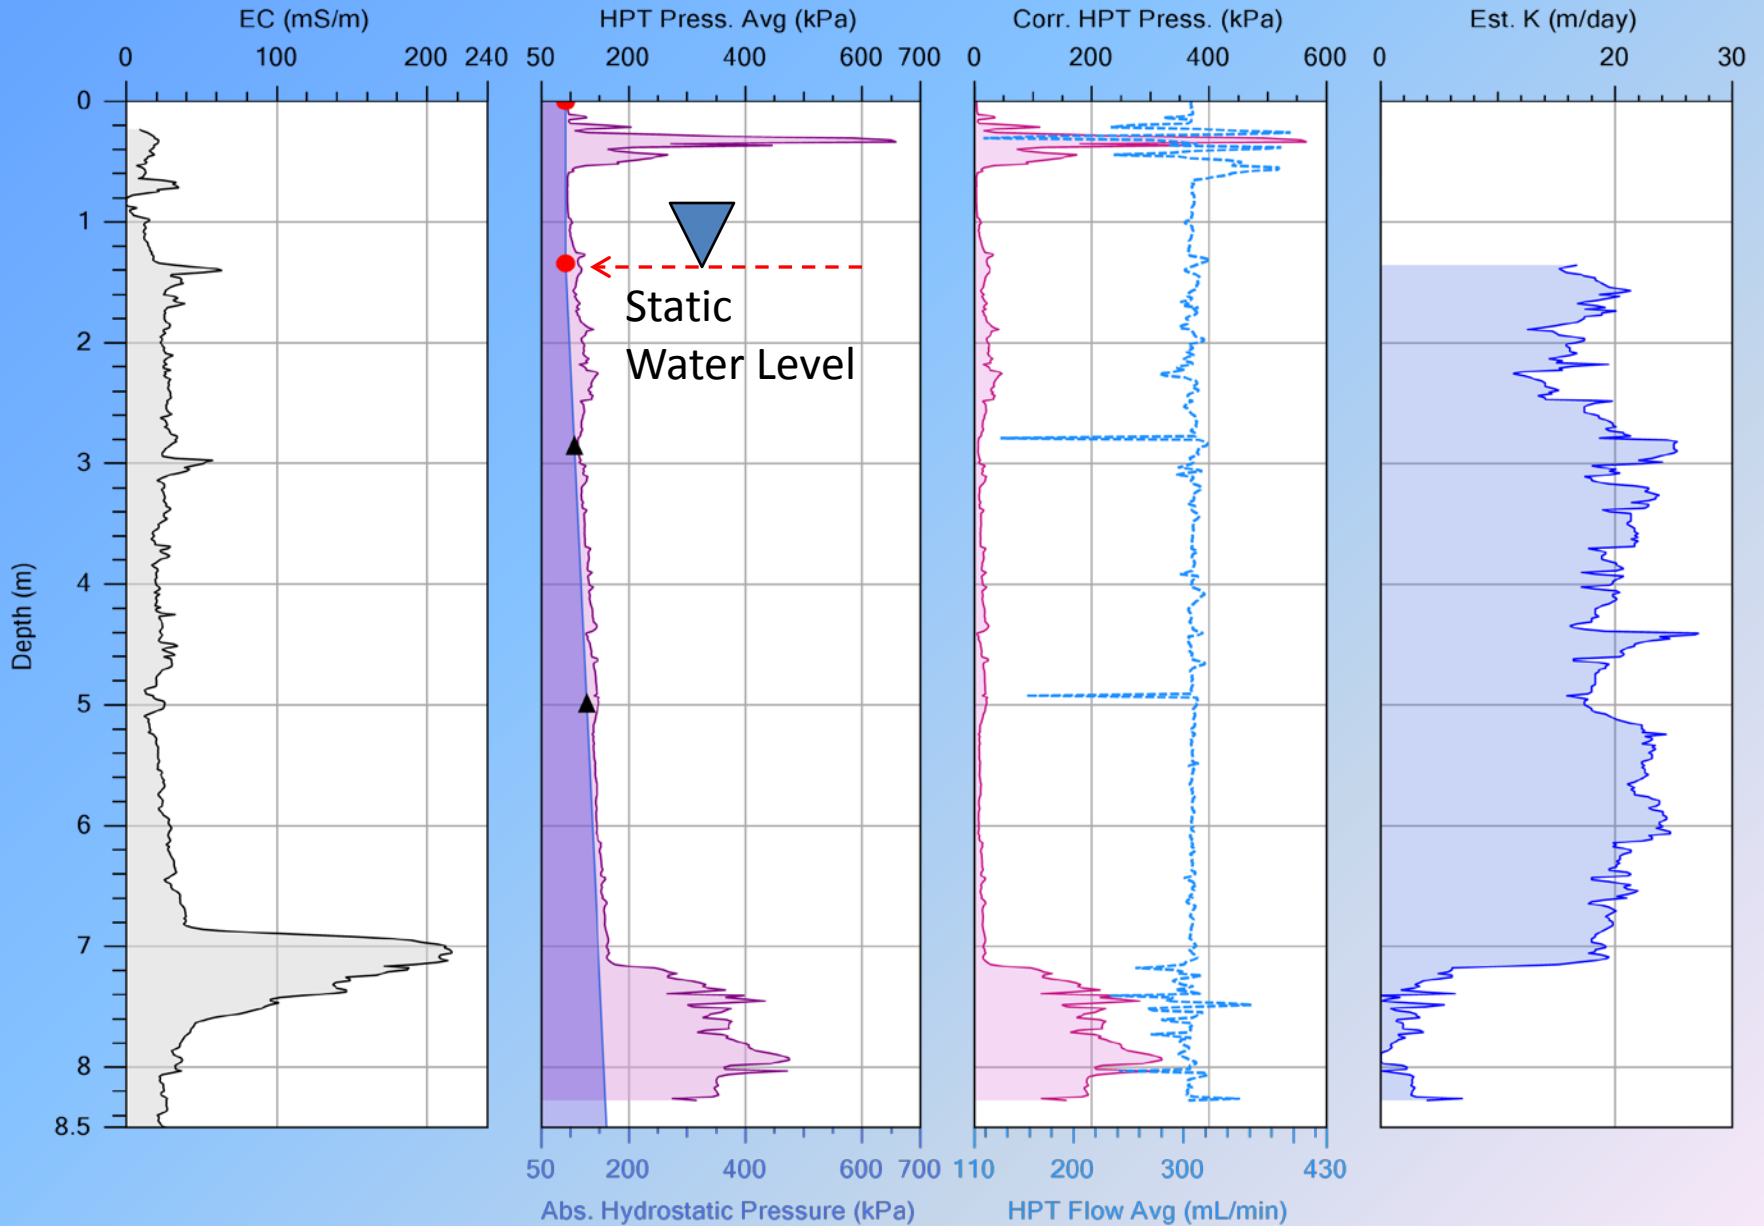 EC (mS/m)
HPT Press. Avg (kPa)
Corr. HPT Press. (kPa)
Est. K (m/day)
0 100 200 240
50 200 400 600 700
0 200 400 600
0 20 30
Depth (m)
0
1
2
3
4
5
6
7
8
8.5
Static
Water Level
50 200 400 600 700
110 200 300 430
Abs. Hydrostatic Pressure (kPa)
HPT Flow Avg (mL/min)